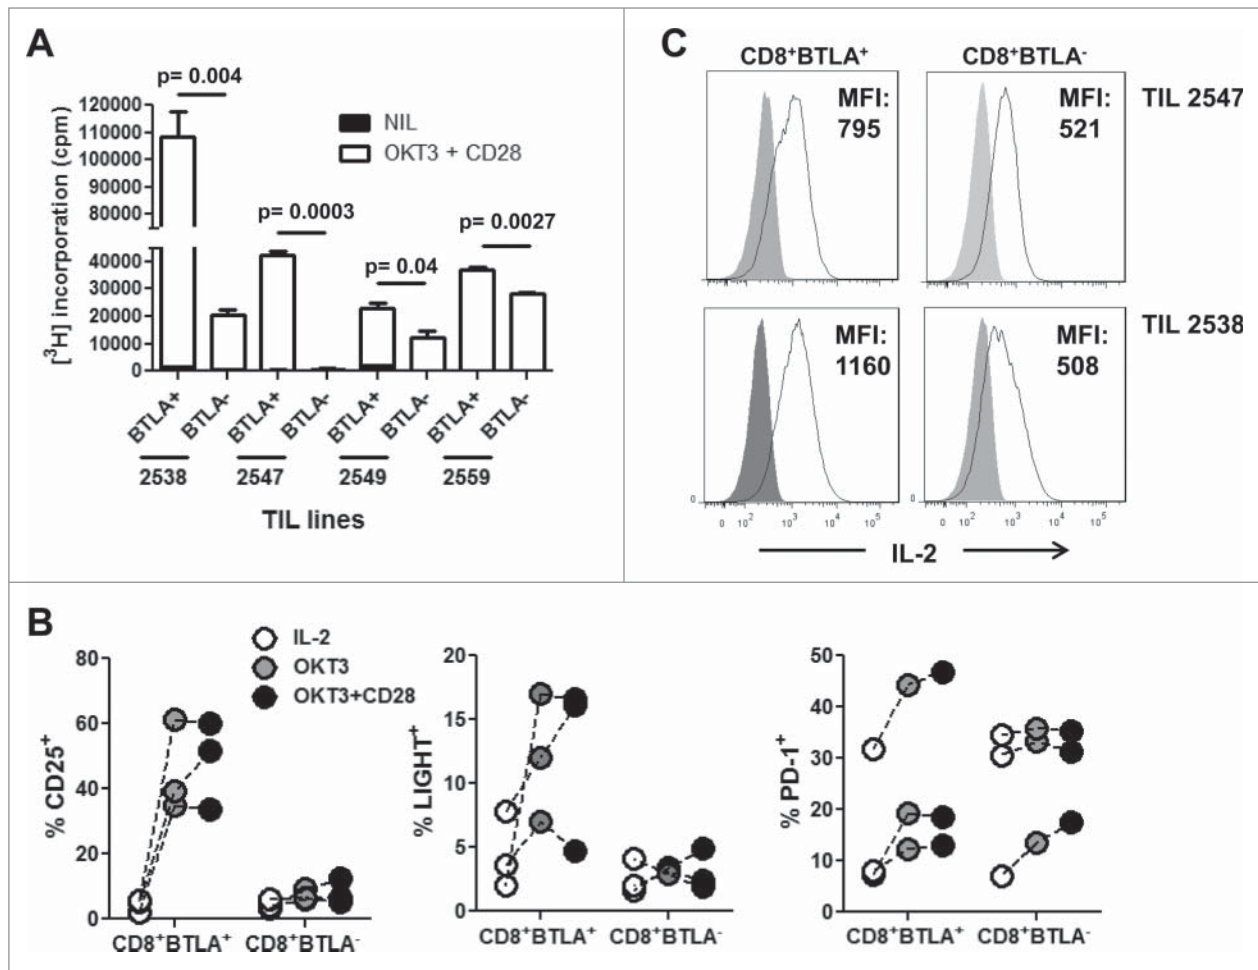 A
p= 0.004
120000
110000
100000
90000
80000
40000
30000
20000
10000
0
[³H] incorporation (cpm)
NIL
OKT3 + CD28
p= 0.0003
p= 0.04
p= 0.0027
BTLA+ BTLA- BTLA+ BTLA- BTLA+ BTLA- BTLA+ BTLA-
2538 2547 2549 2559
TIL lines
C
CD8⁺BTLA⁺ CD8⁺BTLA⁻
MFI:
795
MFI:
521
TIL 2547
MFI:
1160
MFI:
508
TIL 2538
0 0
0 10² 10³ 10⁴ 10⁵ 0 10² 10³ 10⁴ 10⁵
IL-2
B
IL-2
OKT3
OKT3+CD28
80
60
40
20
0
% CD25⁺
CD8⁺BTLA⁺ CD8⁺BTLA⁻
20
15
10
5
0
% LIGHT⁺
CD8⁺BTLA⁺ CD8⁺BTLA⁻
50
40
30
20
10
0
% PD-1⁺
CD8⁺BTLA⁺ CD8⁺BTLA⁻